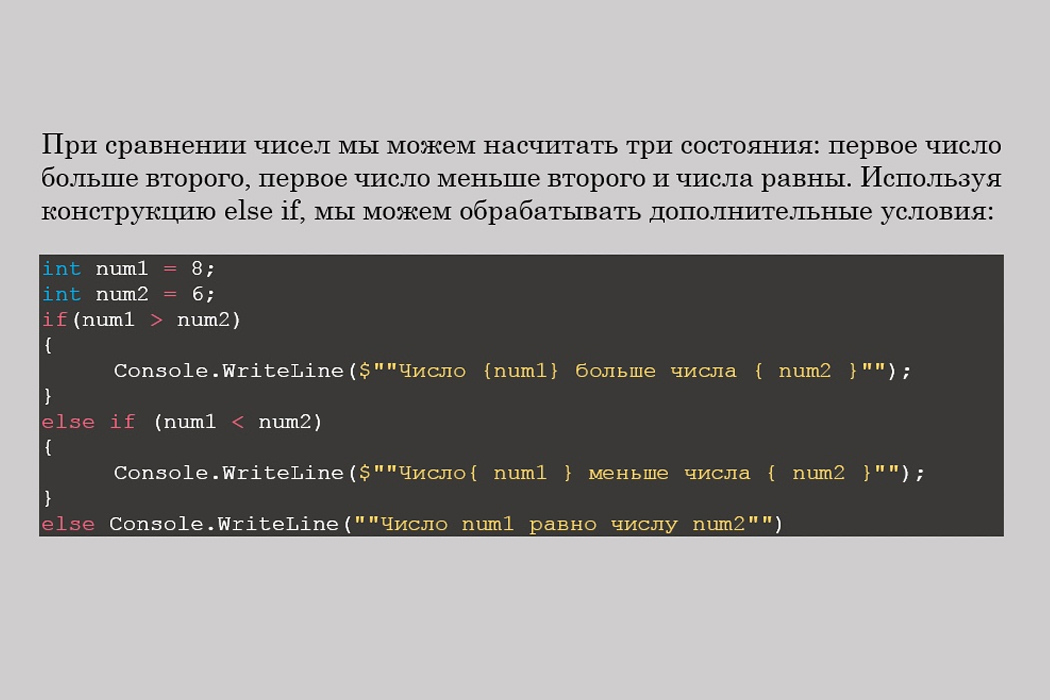 При сравнении чисел мы можем насчитать три состояния: первое число
больше второго, первое число меньше второго и числа равны. Используя
конструкцию else if, мы можем обрабатывать дополнительные условия:
int num1 = 8;
int num2 = 6;
if(num1 > num2)
{
Console.WriteLine($""Число {num1} больше числа { num2 }"");
}
else if (num1 < num2)
{
Console.WriteLine($""Число{ num1 } меньше числа { num2 }"");
}
else Console.WriteLine(""Число num1 равно числу num2"")